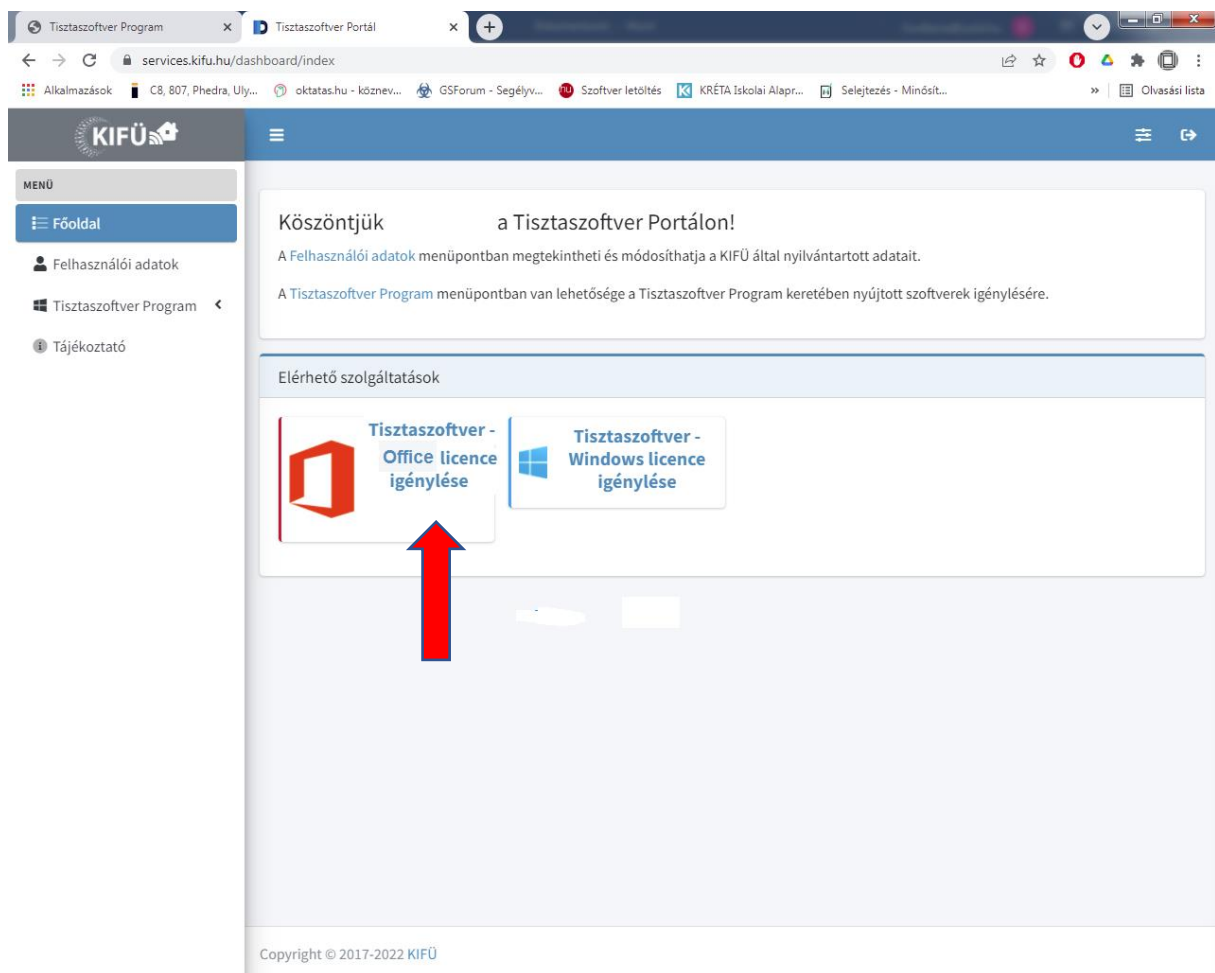 Tisztaszoftver Program
Tisztaszoftver Portál
services.kifu.hu/dashboard/index
Alkalmazások
C8, 807, Phedra, Uly...
oktatas.hu - köznev...
GSForum - Segélyv...
Szoftver letöltés
KRÉTA Iskolai Alapr...
Selejtezés - Minősít...
»
Olvasási lista
KIFÜ
MENÜ
Főoldal
Felhasználói adatok
Tisztaszoftver Program
Tájékoztató
Köszöntjük a Tisztaszoftver Portálon!
A Felhasználói adatok menüpontban megtekintheti és módosíthatja a KIFÜ által nyilvántartott adatait.
A Tisztaszoftver Program menüpontban van lehetősége a Tisztaszoftver Program keretében nyújtott szoftverek igénylésére.
Elérhető szolgáltatások
Tisztaszoftver -
Office licence
igénylése
Tisztaszoftver -
Windows licence
igénylése
Copyright © 2017-2022 KIFÜ